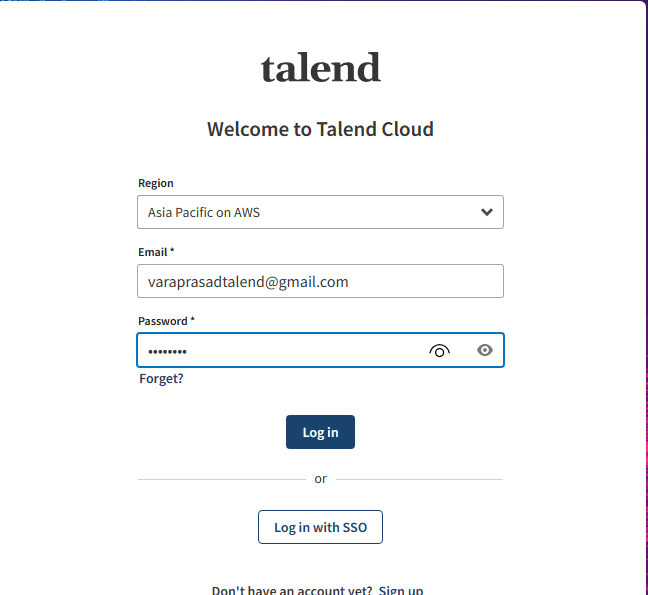 talend
Welcome to Talend Cloud
Region
Asia Pacific on AWS
Email *
varaprasadtalend@gmail.com
Password *
••••••••
Forget?
Log in
or
Log in with SSO
Don't have an account yet? Sign up